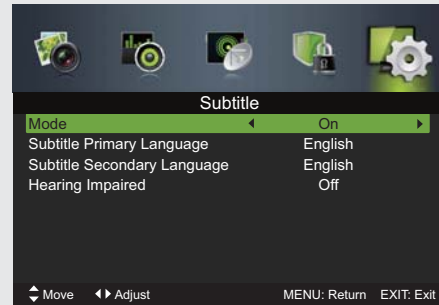 Subtitle
Mode On
Subtitle Primary Language English
Subtitle Secondary Language English
Hearing Impaired Off
Move Adjust MENU: Return EXIT: Exit